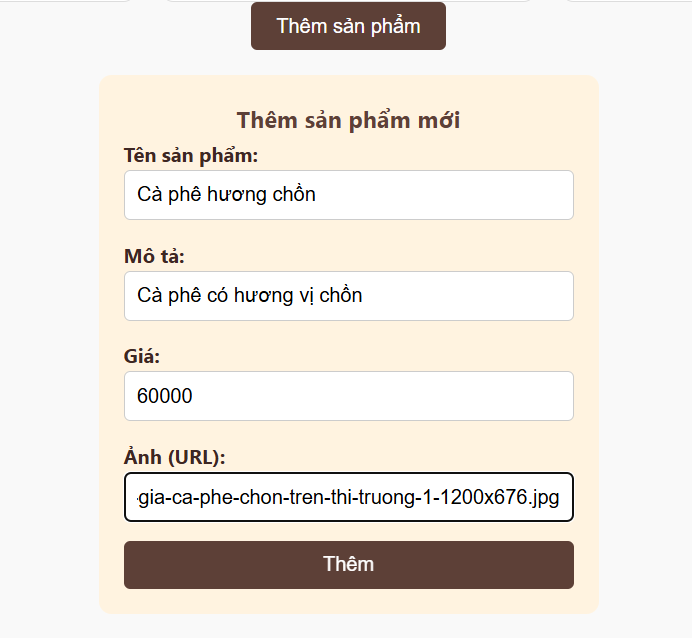 Thêm sản phẩm
Thêm sản phẩm mới
Tên sản phẩm:
Cà phê hương chồn
Mô tả:
Cà phê có hương vị chồn
Giá:
60000
Ảnh (URL):
-gia-ca-phe-chon-tren-thi-truong-1-1200x676.jpg
Thêm